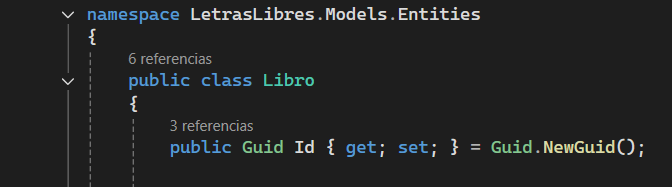 namespace LetrasLibres.Models.Entities
{
6 referencias
public class Libro
{
3 referencias
public Guid Id { get; set; } = Guid.NewGuid();